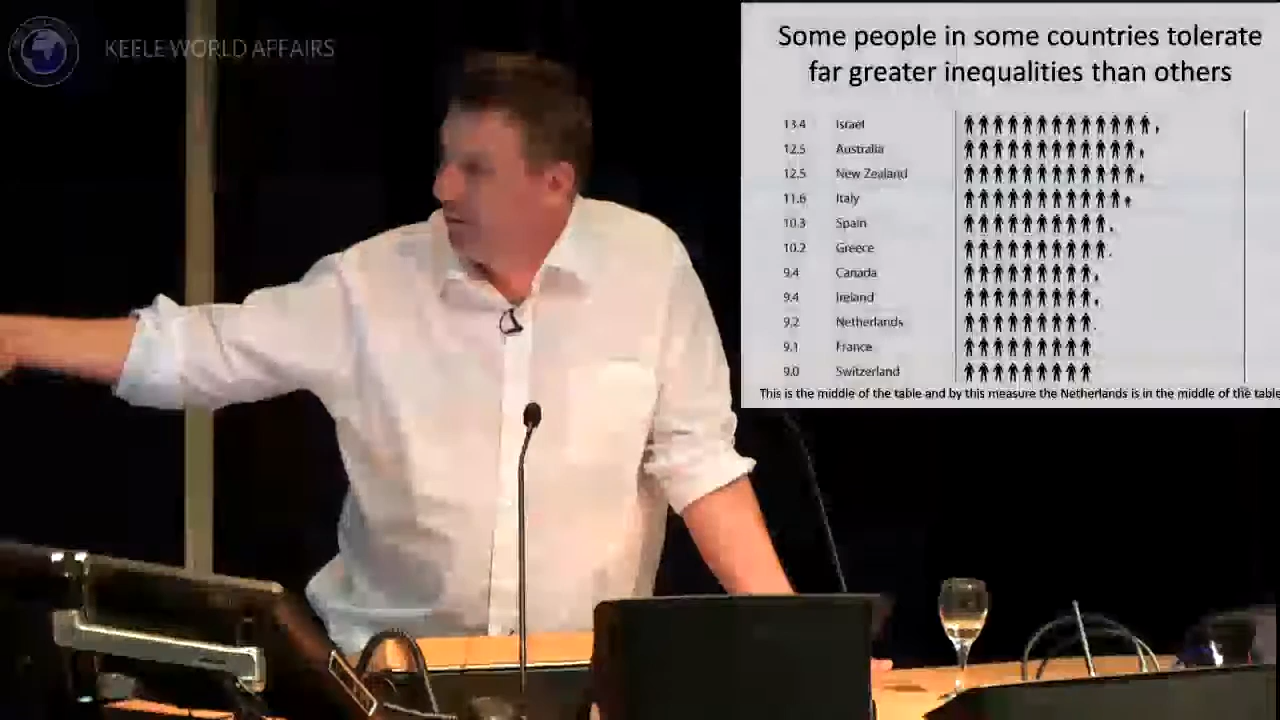 KEELE WORLD AFFAIRS
Some people in some countries tolerate
far greater inequalities than others
13.4 Israel
12.5 Australia
12.5 New Zealand
11.6 Italy
10.3 Spain
10.2 Greece
9.4 Canada
9.4 Ireland
9.2 Netherlands
9.1 France
9.0 Switzerland
This is the middle of the table and by this measure the Netherlands is in the middle of the table